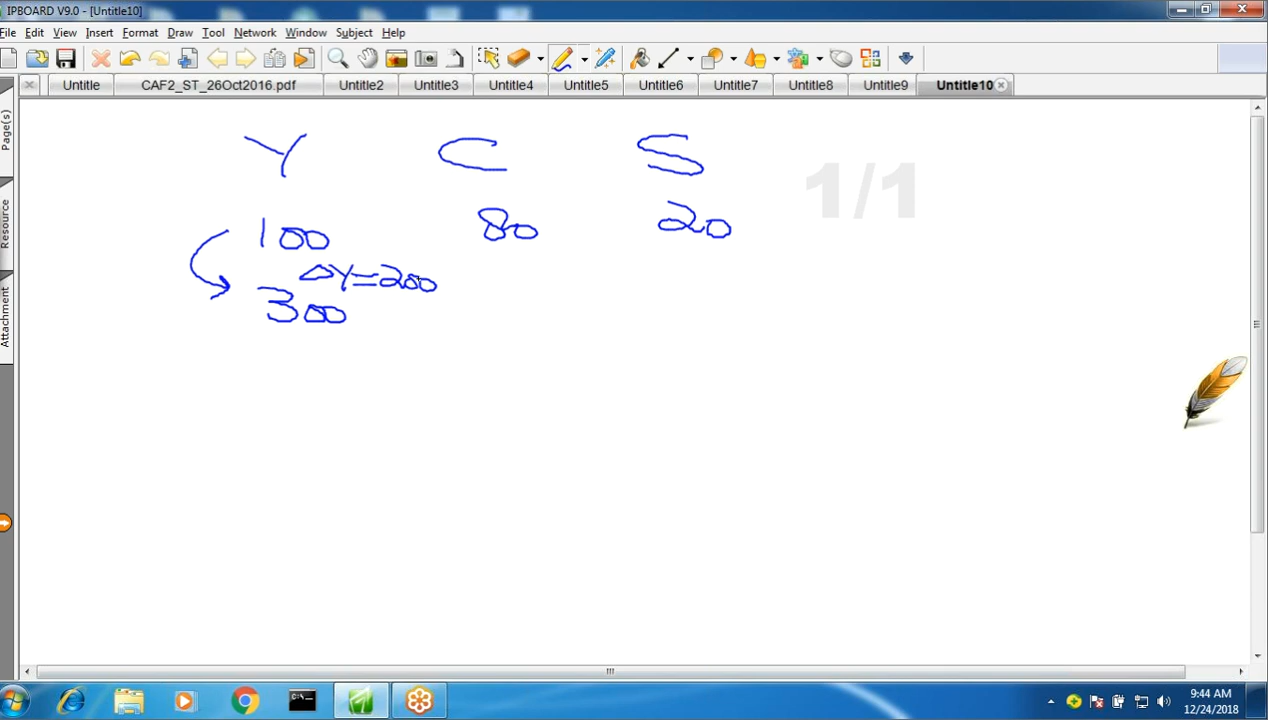 IPBOARD V9.0 - [Untitle10]
File Edit View Insert Format Draw Tool Network Window Subject Help
Untitle CAF2_ST_26Oct2016.pdf Untitle2 Untitle3 Untitle4 Untitle5 Untitle6 Untitle7 Untitle8 Untitle9 Untitle10
Page(s)
Resource
Attachment
1/1
Y C S
100 80 20
ΔY=200
300
9:44 AM
12/24/2018